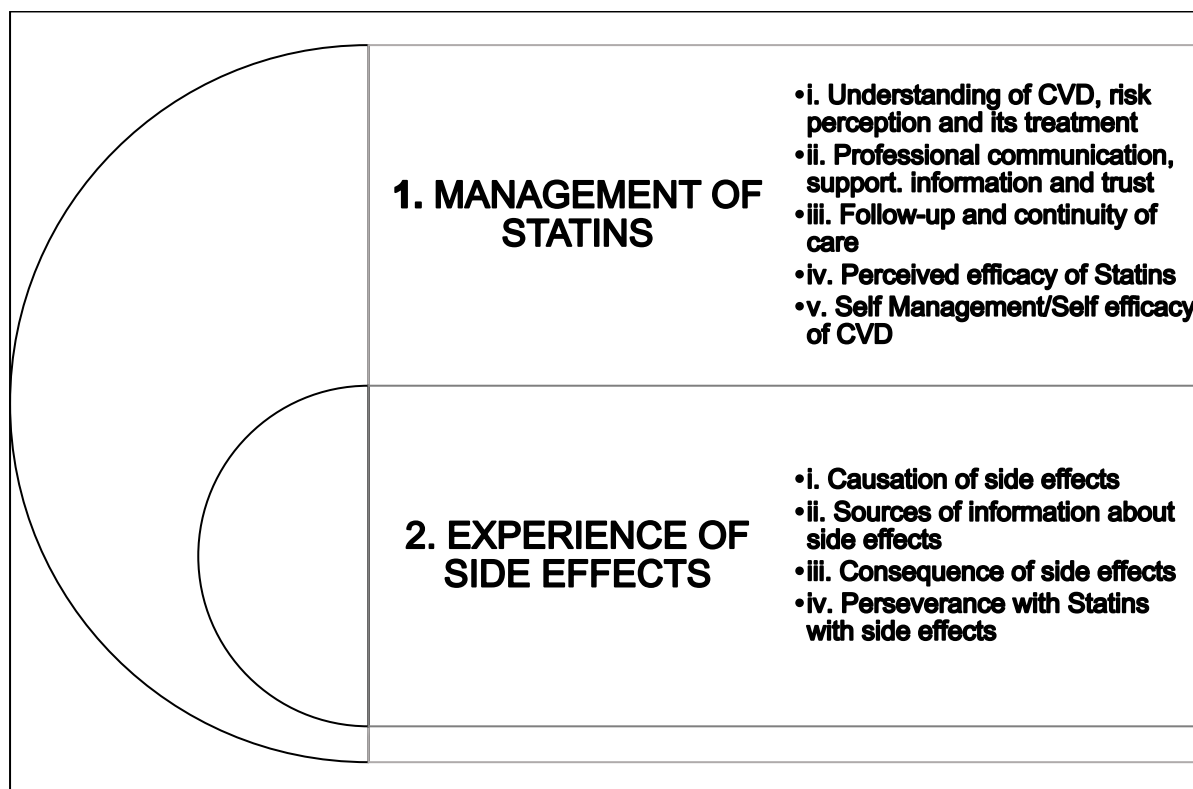 1. MANAGEMENT OF
STATINS
•i. Understanding of CVD, risk
perception and its treatment
•ii. Professional communication,
support. information and trust
•iii. Follow-up and continuity of
care
•iv. Perceived efficacy of Statins
•v. Self Management/Self efficacy
of CVD
2. EXPERIENCE OF
SIDE EFFECTS
•i. Causation of side effects
•ii. Sources of information about
side effects
•iii. Consequence of side effects
•iv. Perseverance with Statins
with side effects